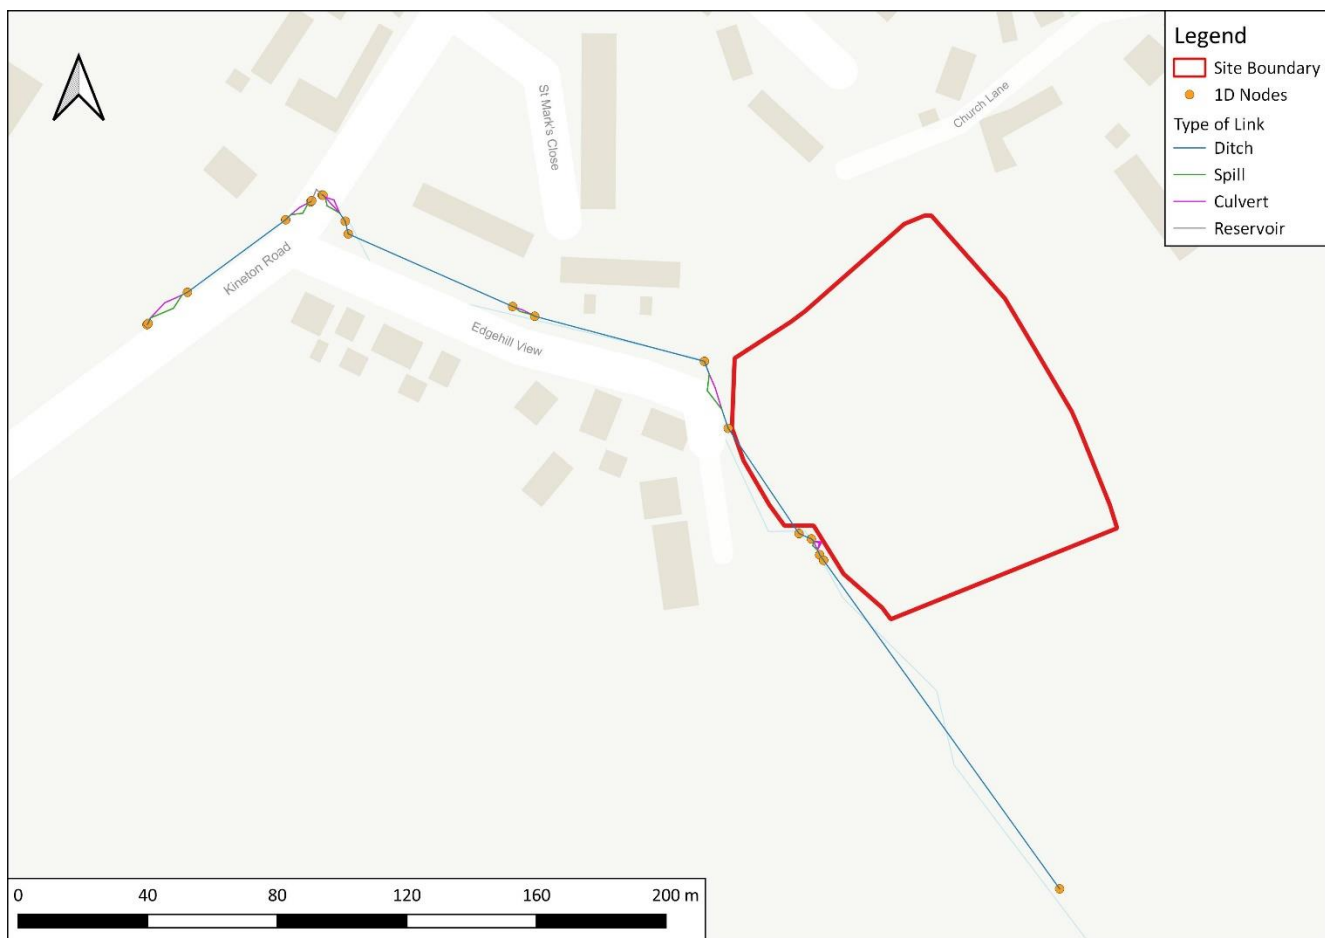 St Mark's Close
Church Lane
Kineton Road
Edgehill View
Legend
Site Boundary
1D Nodes
Type of Link
Ditch
Spill
Culvert
Reservoir
0 40 80 120 160 200 m